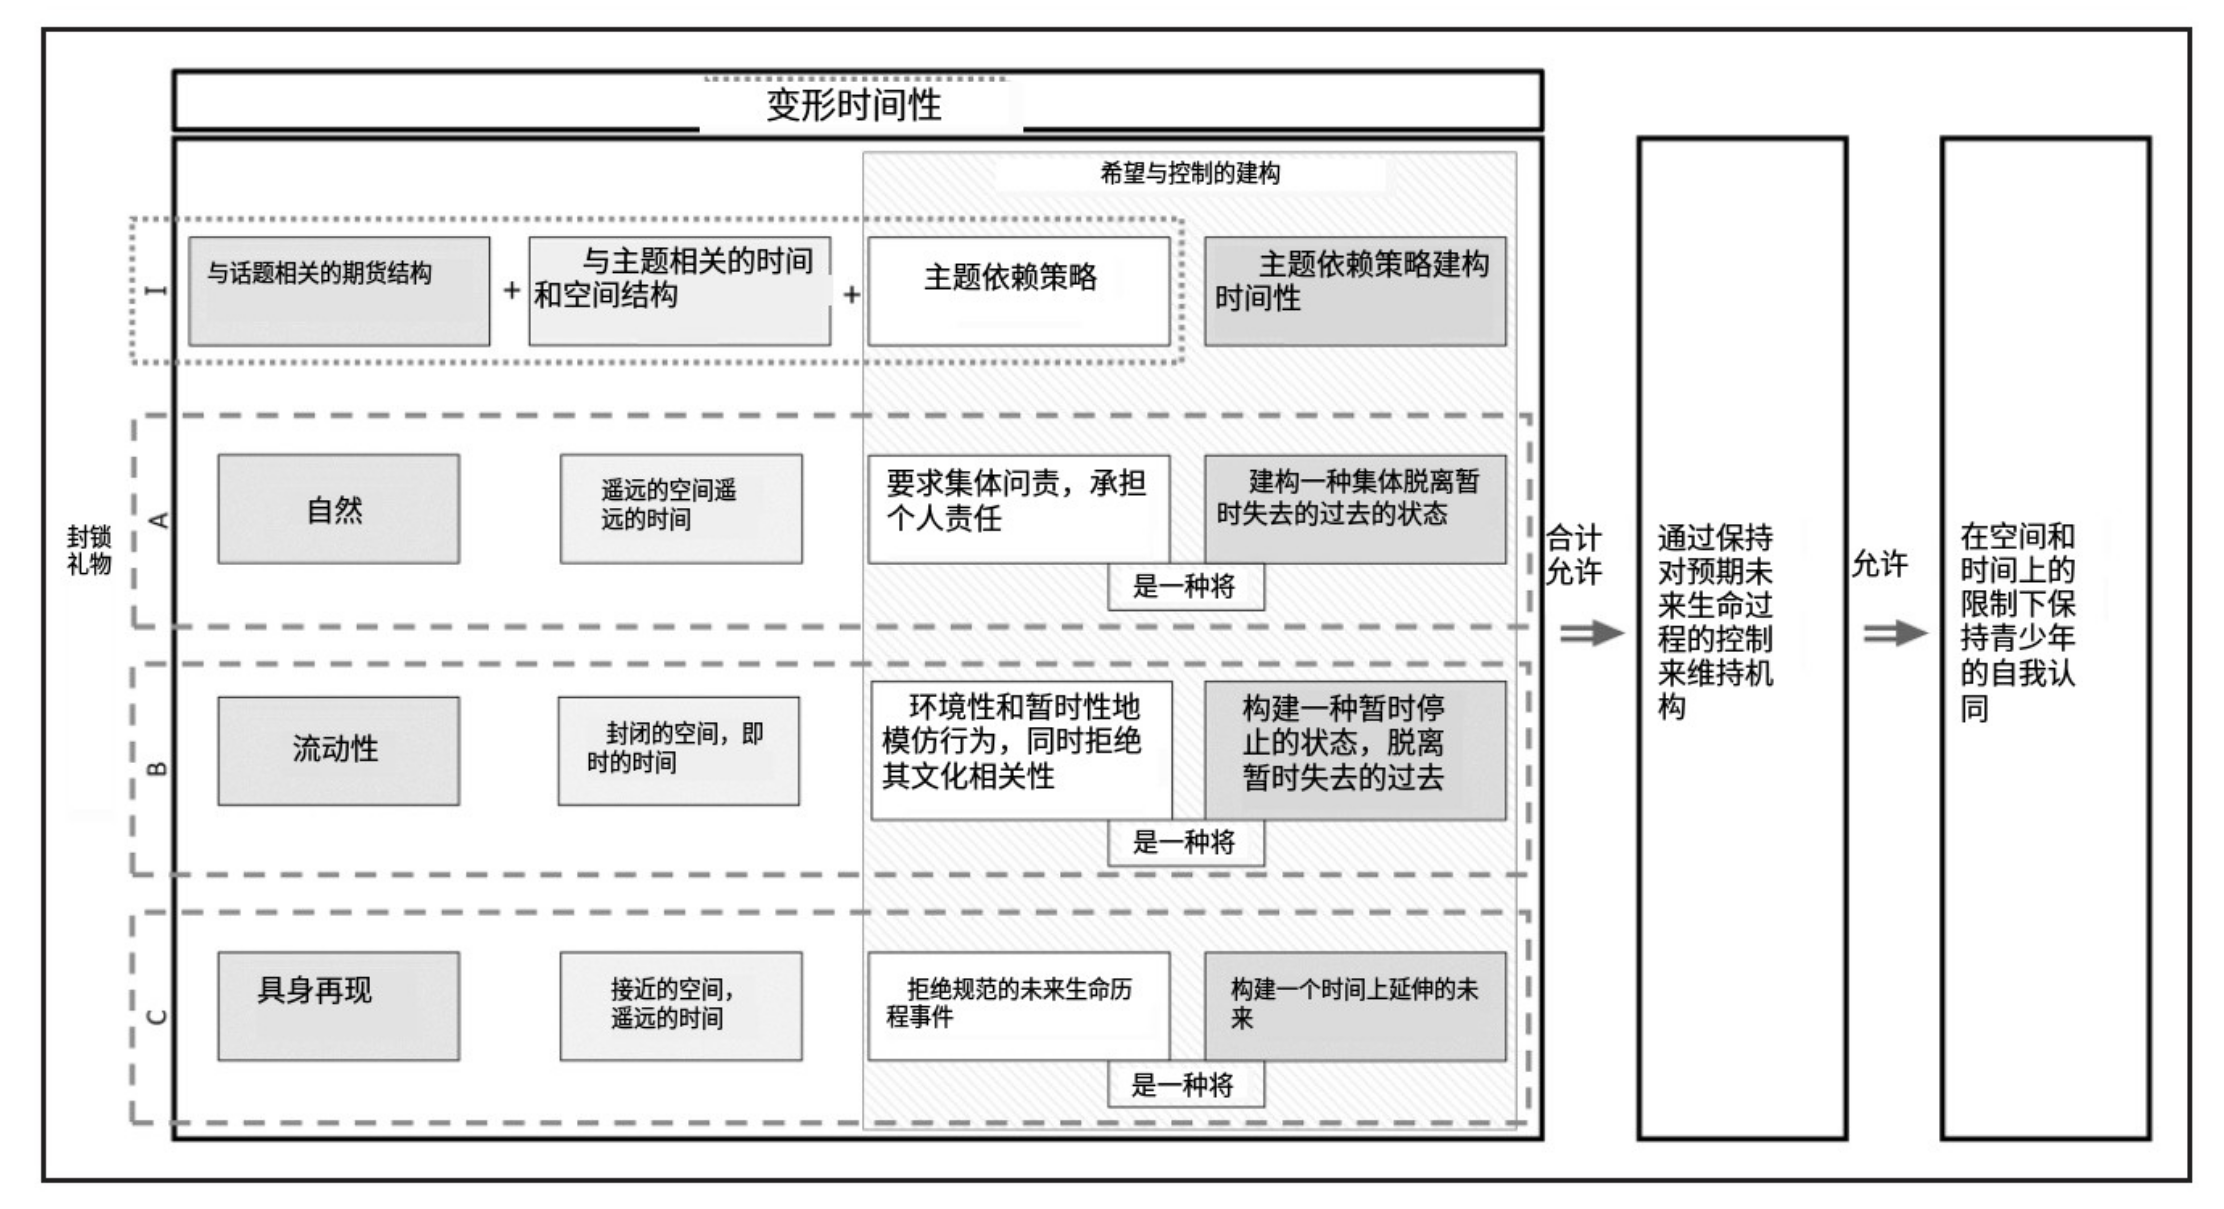 变形时间性
希望与控制的建构
I
与话题相关的期货结构
+
与主题相关的时间
和空间结构
+
主题依赖策略
主题依赖策略建构
时间性
封锁
礼物
A
自然
遥远的空间遥
远的时间
要求集体问责，承担
个人责任
建构一种集体脱离暂
时失去的过去的状态
是一种将
B
流动性
封闭的空间，即
时的时间
环境性和暂时性地
模仿行为，同时拒绝
其文化相关性
构建一种暂时停
止的状态，脱离
暂时失去的过去
是一种将
C
具身再现
接近的空间，
遥远的时间
拒绝规范的未来生命历
程事件
构建一个时间上延伸的未
来
是一种将
合计
允许
通过保持
对预期未
来生命过
程的控制
来维持机
构
允许
在空间和
时间上的
限制下保
持青少年
的自我认
同